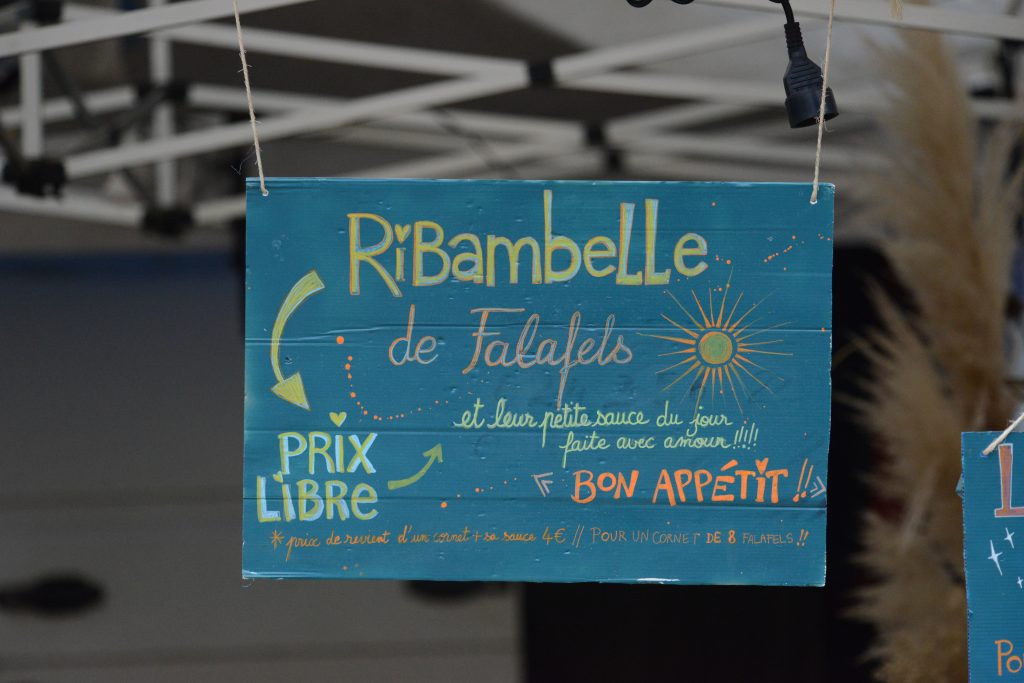 RiBambelle
de Falafels
et leur petite sauce du jour
faite avec amour !!!!!
PRIX
LIBRE
BON APPÉTIT !!
* prix de revient d'un cornet + sa sauce 4€ // POUR UN CORNET DE 8 FALAFELS !!
L
Po